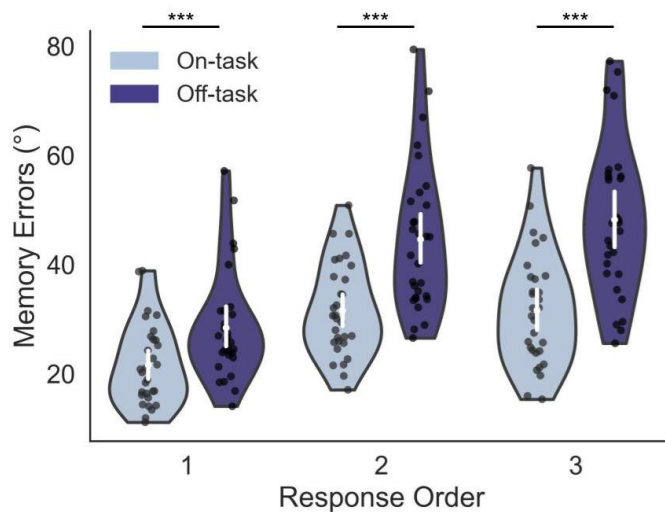 *** *** ***
On-task
Off-task
Memory Errors (°)
80
60
40
20
1 2 3
Response Order